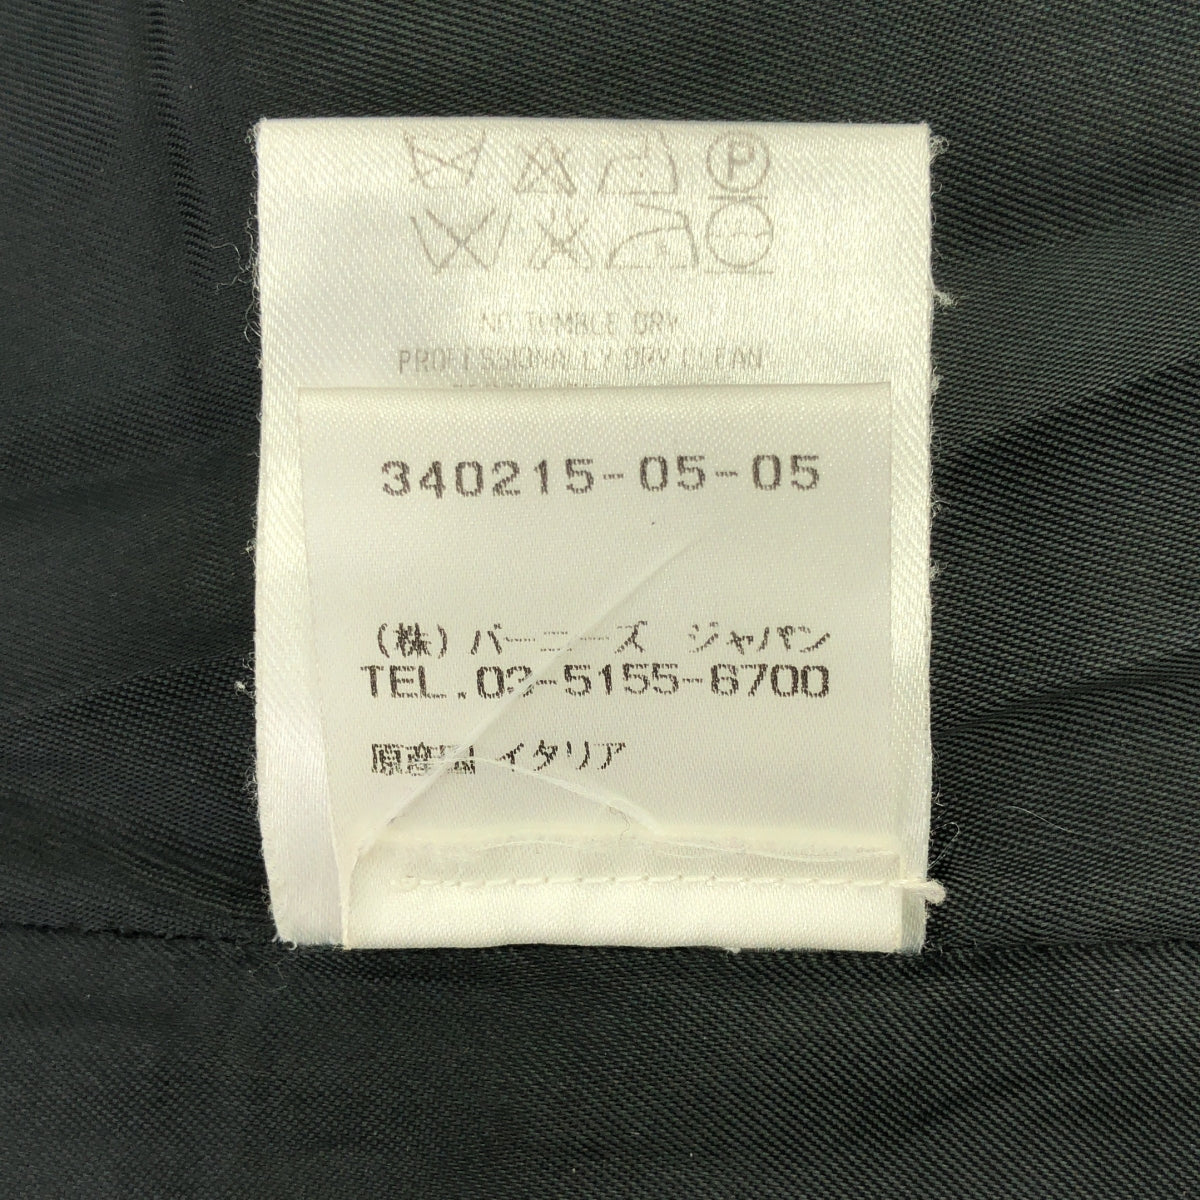 P
NO TUMBLE DRY
PROFESSIONALLY DRY CLEAN
340215-05-05
(株) バーニーズ ジャパン
TEL.03-5155-6700
原産国 イタリア